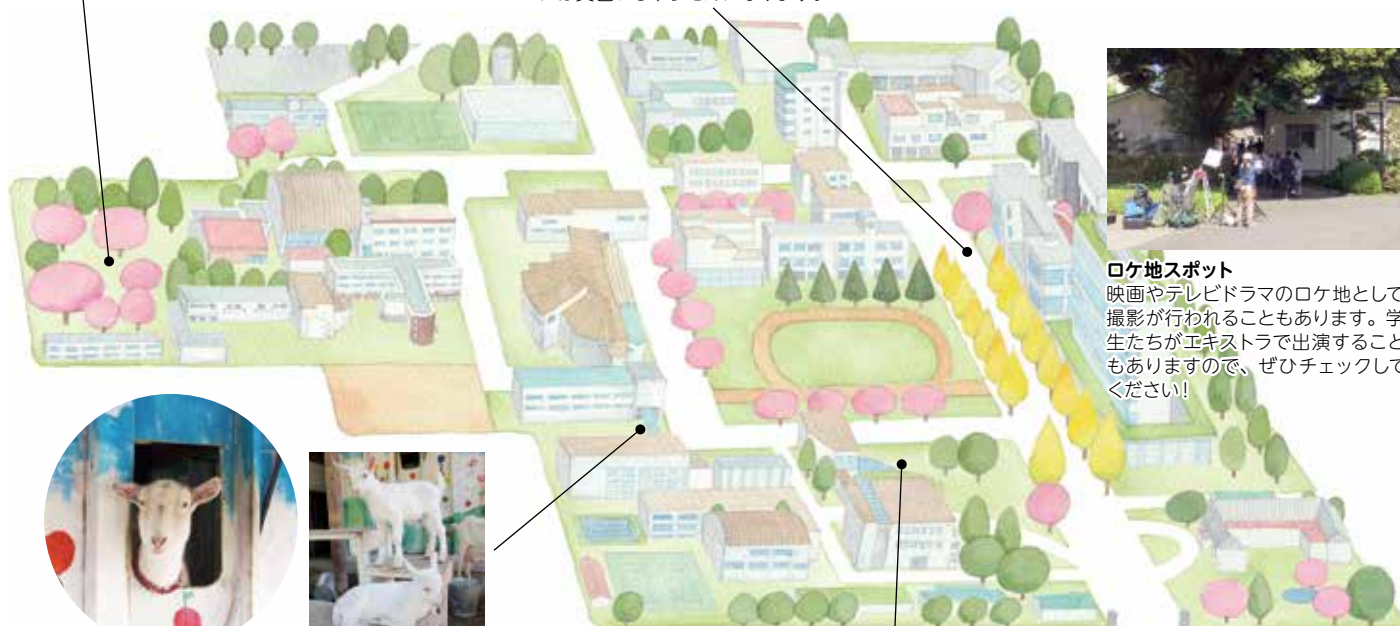 ロケ地スポット
映画やテレビドラマのロケ地として
撮影が行われることもあります。学
生たちがエキストラで出演すること
もありますので、ぜひチェックして
ください!